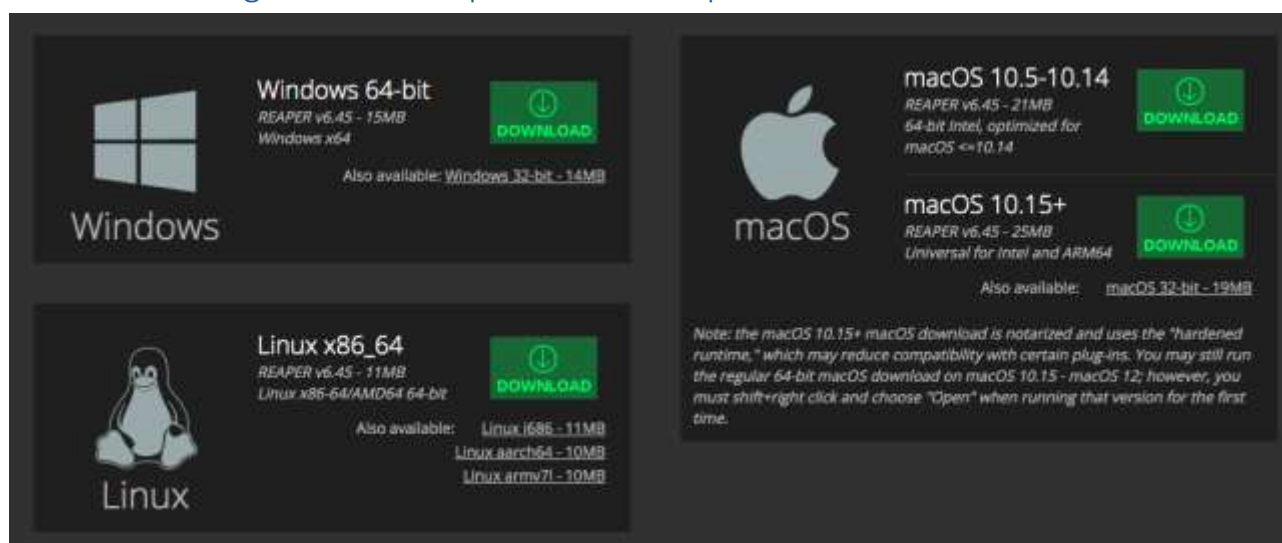 Windows 64-bit
REAPER v6.45 - 15MB
Windows x64
DOWNLOAD
Also available: Windows 32-bit - 14MB
Windows
Linux x86_64
REAPER v6.45 - 11MB
Linux x86-64/AMD64 64-bit
DOWNLOAD
Also available: Linux i686 - 11MB
Linux aarch64 - 10MB
Linux armv7l - 10MB
Linux
macOS 10.5-10.14
REAPER v6.45 - 21MB
64-bit Intel, optimized for
macOS <=10.14
DOWNLOAD
macOS 10.15+
REAPER v6.45 - 25MB
Universal for Intel and ARM64
DOWNLOAD
macOS
Also available: macOS 32-bit - 19MB
Note: the macOS 10.15+ macOS download is notarized and uses the "hardened
runtime," which may reduce compatibility with certain plug-ins. You may still run
the regular 64-bit macOS download on macOS 10.15 - macOS 12; however, you
must shift+right click and choose "Open" when running that version for the first
time.